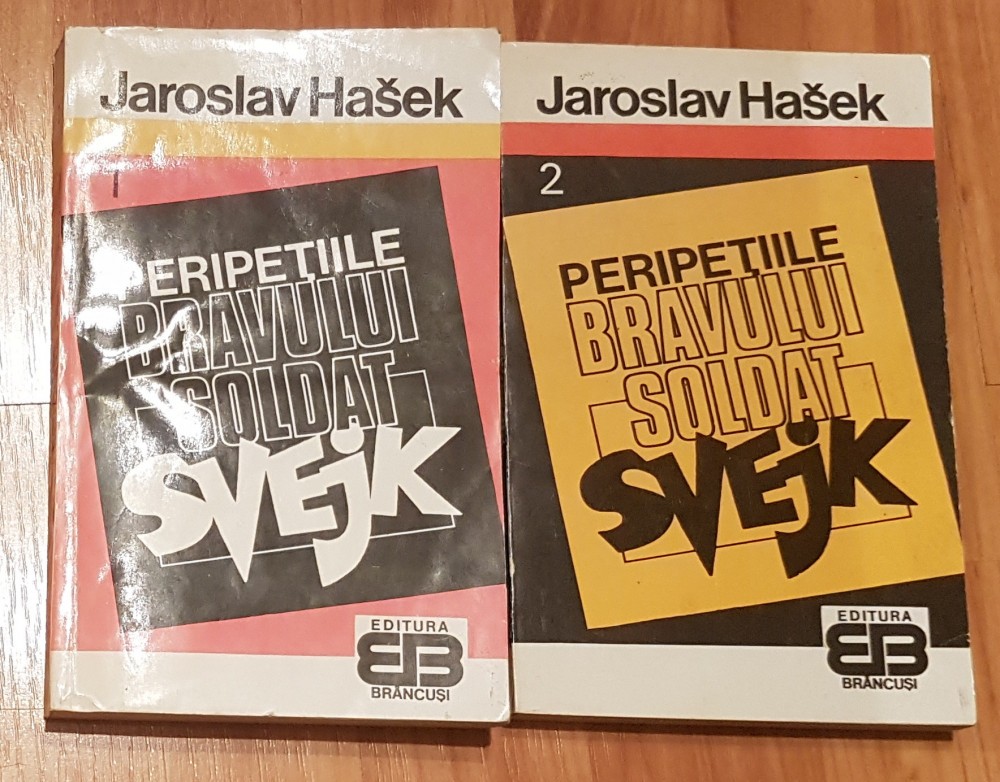 Jaroslav Hašek
1
PERIPEȚIILE
BRAVULUI
SOLDAT
SVEJK
EDITURA
EB
BRÂNCUȘI
Jaroslav Hašek
2
PERIPEȚIILE
BRAVULUI
SOLDAT
SVEJK
EDITURA
EB
BRÂNCUȘI